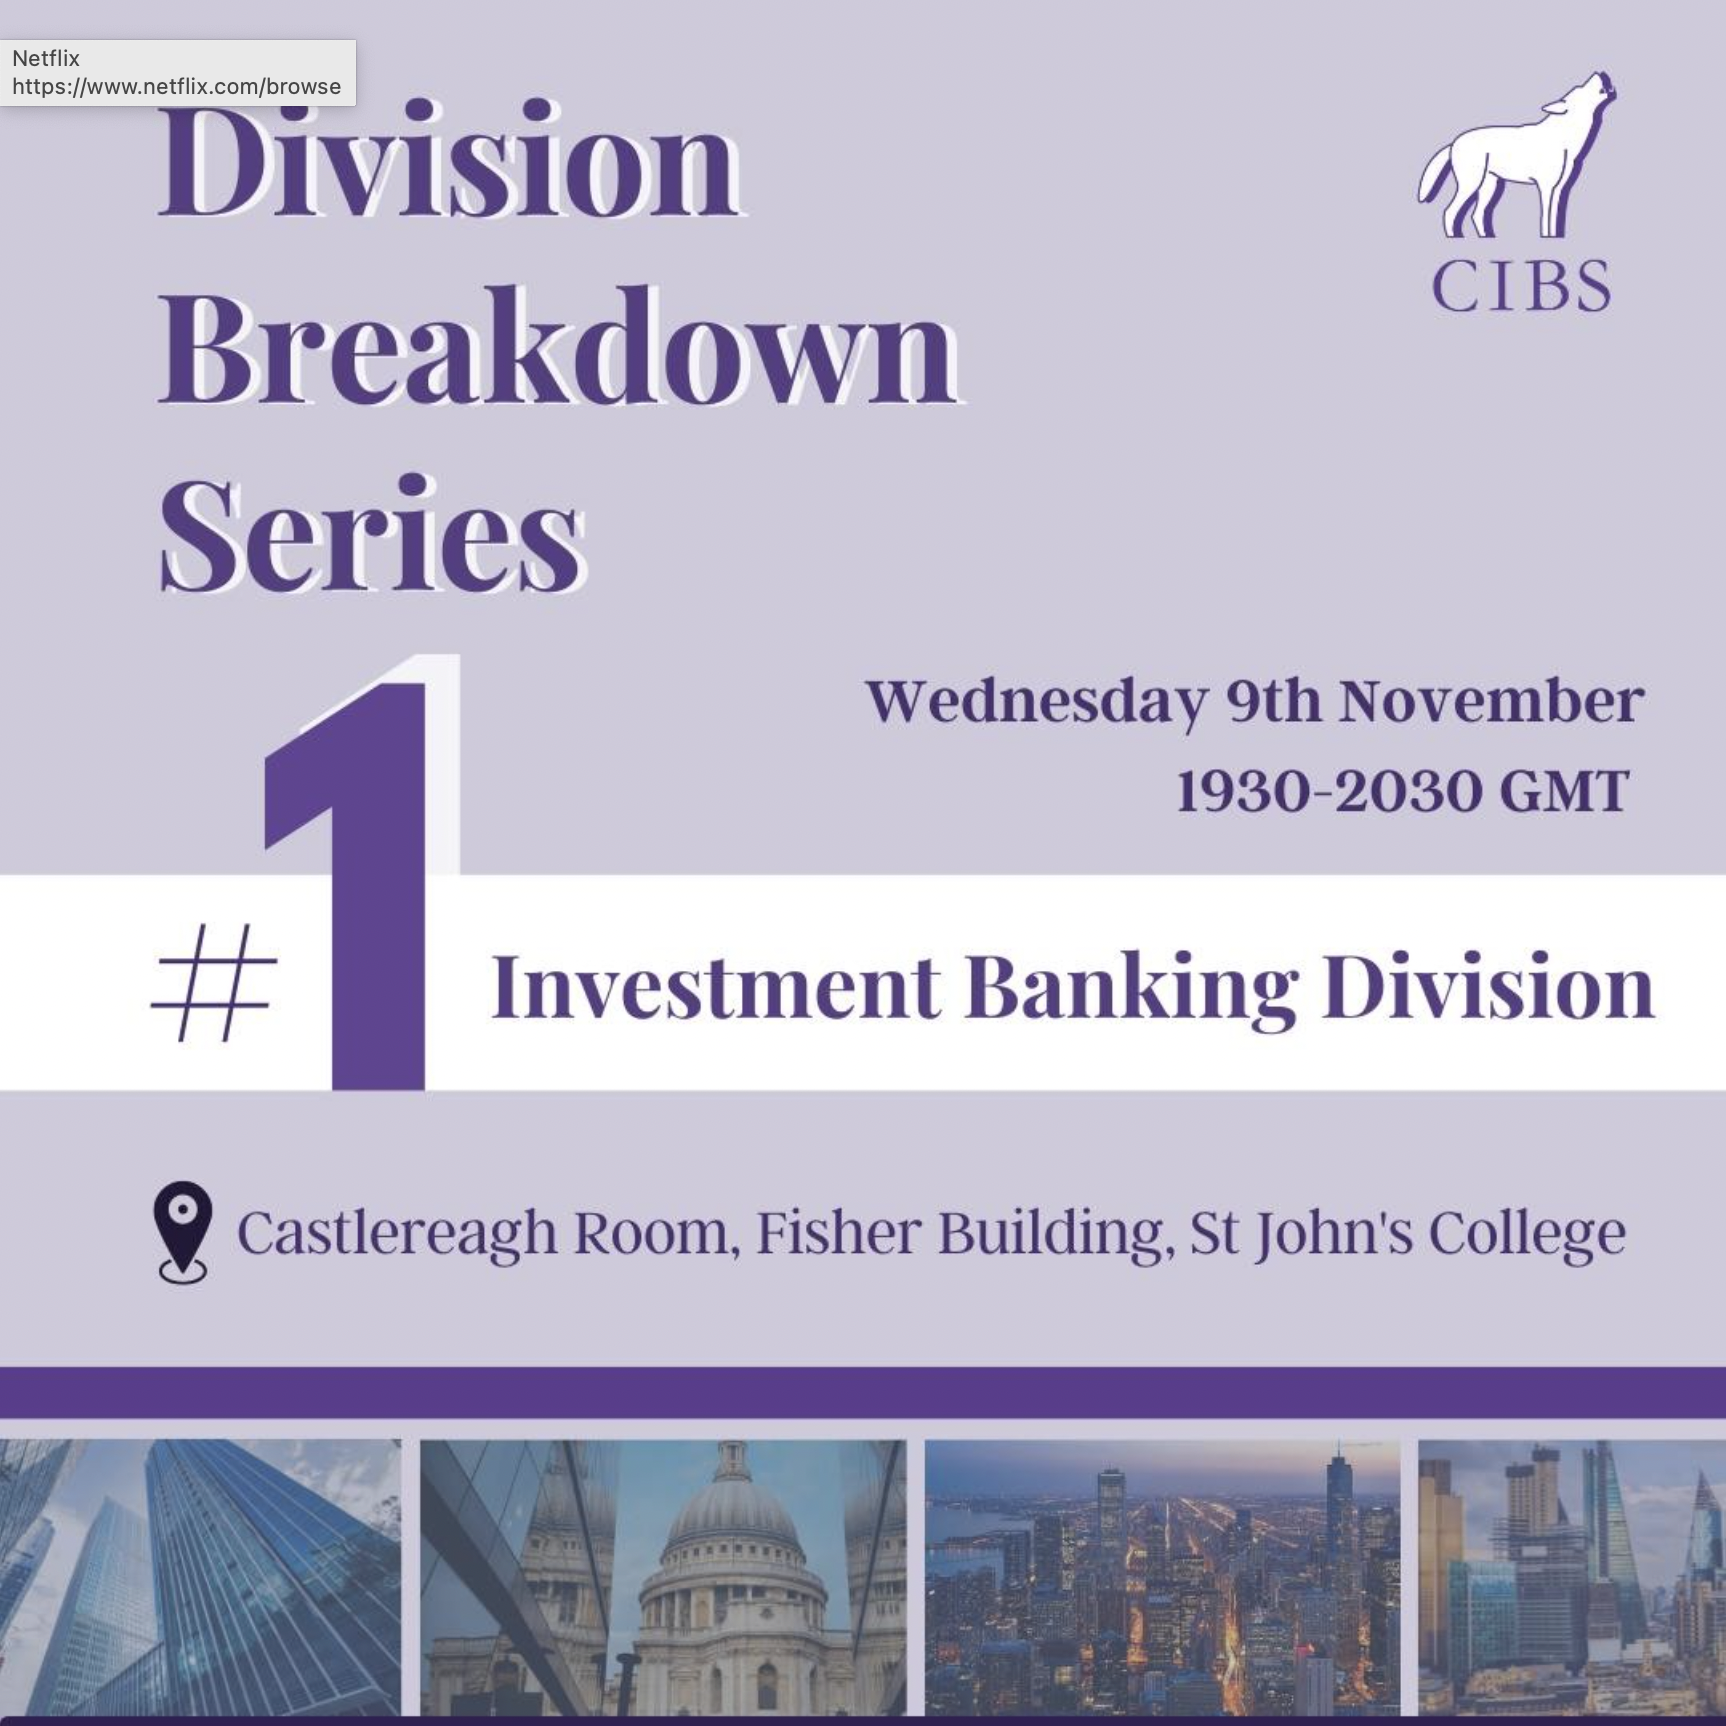 Netflix
https://www.netflix.com/browse
Division
Breakdown
Series
CIBS
Wednesday 9th November
1930-2030 GMT
#1 Investment Banking Division
Castlereagh Room, Fisher Building, St John's College